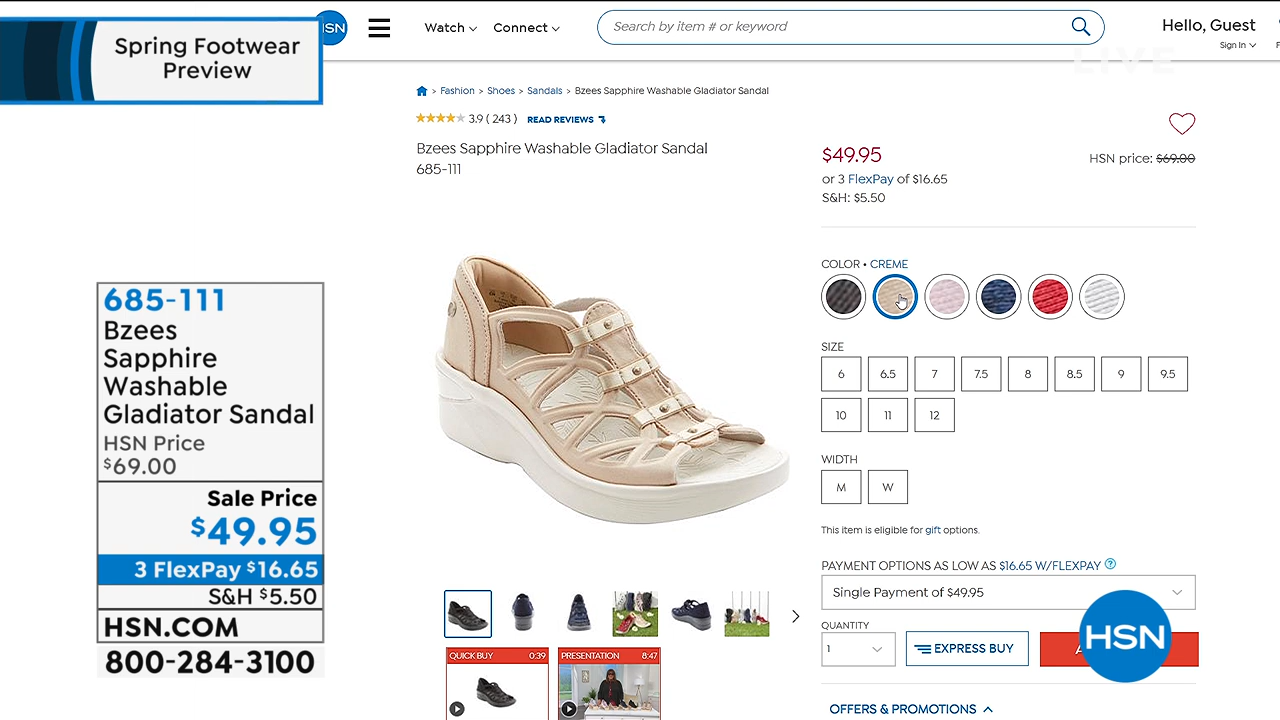 Spring Footwear
Preview
HSN
Watch
Connect
Search by item # or keyword
Hello, Guest
Sign In
LIVE
Fashion > Shoes > Sandals > Bzees Sapphire Washable Gladiator Sandal
3.9 ( 243 ) READ REVIEWS
Bzees Sapphire Washable Gladiator Sandal
685-111
$49.95
HSN price: $69.00
or 3 FlexPay of $16.65
S&H: $5.50
COLOR • CREME
SIZE
6 6.5 7 7.5 8 8.5 9 9.5
10 11 12
WIDTH
M W
This item is eligible for gift options.
PAYMENT OPTIONS AS LOW AS $16.65 W/FLEXPAY ?
Single Payment of $49.95
QUANTITY
1
EXPRESS BUY
HSN
OFFERS & PROMOTIONS
QUICK BUY 0:39
PRESENTATION 8:47
685-111
Bzees
Sapphire
Washable
Gladiator Sandal
HSN Price
$69.00
Sale Price
$49.95
3 FlexPay $16.65
S&H $5.50
HSN.COM
800-284-3100